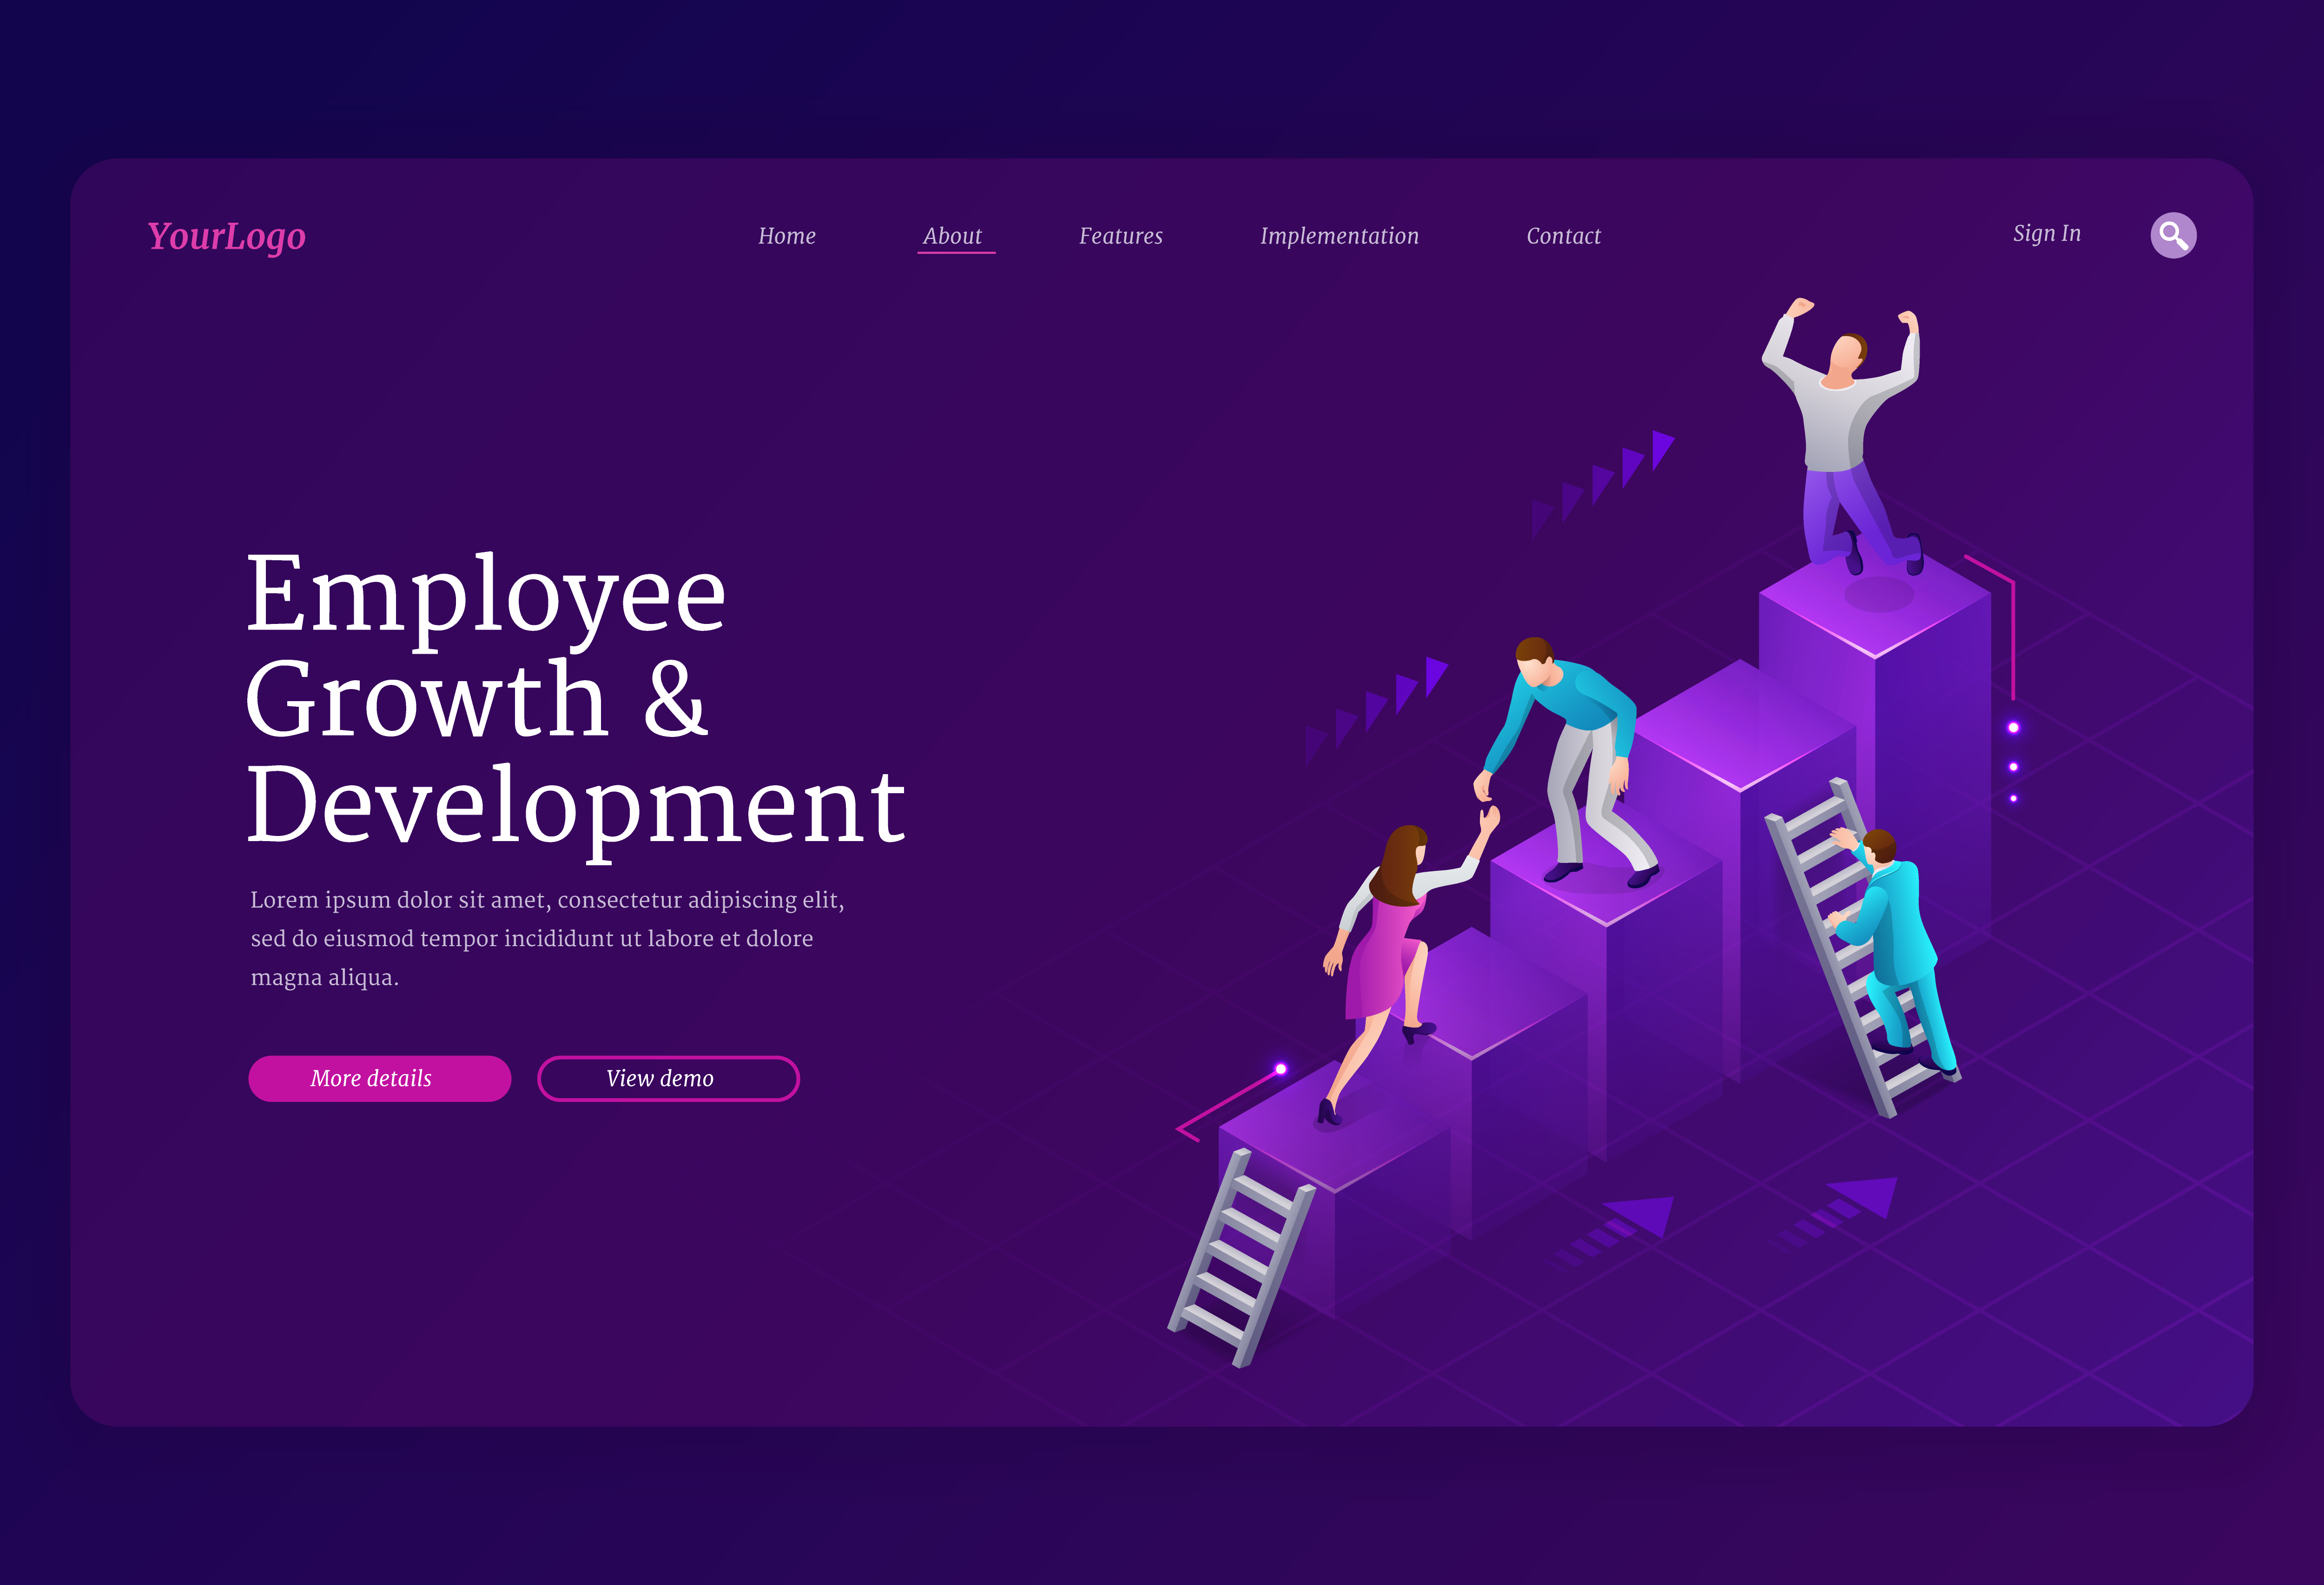 YourLogo
Home
About
Features
Implementation
Contact
Sign In
Employee
Growth &
Development
Lorem ipsum dolor sit amet, consectetur adipiscing elit,
sed do eiusmod tempor incididunt ut labore et dolore
magna aliqua.
More details
View demo